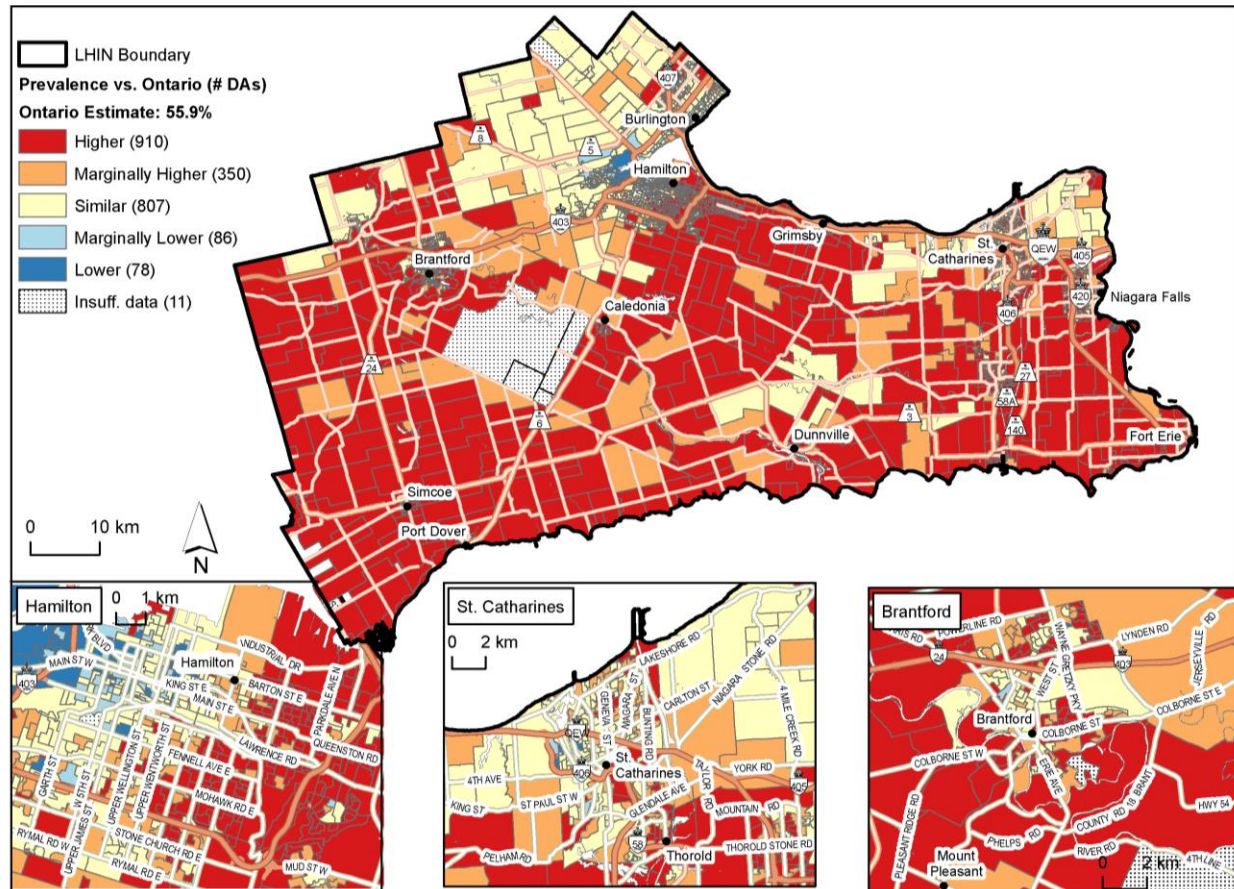 LHIN Boundary
Prevalence vs. Ontario (# DAs)
Ontario Estimate: 55.9%
Higher (910)
Marginally Higher (350)
Similar (807)
Marginally Lower (86)
Lower (78)
Insuff. data (11)
407
Burlington
8
5
Hamilton
403
Grimsby
St.
Catharines
QEW
405
Brantford
420
Niagara Falls
406
Caledonia
24
27
58A
6
3
140
Dunnville
Fort Erie
Simcoe
Port Dover
0 10 km
N
Hamilton
0 1 km
BLVD
INDUSTRIAL DR
MAIN ST W
Hamilton
403
KING ST E
BARTON ST E
MAIN ST E
PARKDALE AVE N
LAWRENCE RD
QUEENSTON RD
GARTH ST
W 5TH ST
UPPER WELLINGTON ST
UPPER WENTWORTH ST
FENNELL AVE E
MOHAWK RD E
UPPER JAMES ST
STONE CHURCH RD E
RYMAL RD W
RYMAL RD E
MUD ST W
St. Catharines
0 2 km
LAKESHORE RD
NIAGARA STONE RD
GENEVA ST
NIAGARA ST
BUNTING RD
CARLTON ST
4 MILE CREEK RD
QEW
406
St.
Catharines
4TH AVE
YORK RD
TAYLOR RD
405
KING ST
ST PAUL ST W
GLENDALE AVE
MOUNTAIN RD
58
Thorold
THOROLD STONE RD
PELHAM RD
Brantford
POWERLINE RD
24
WAYNE GRETZKY PKY
LYNDEN RD
403
JERSEYVILLE RD
WEST ST
COLBORNE ST E
Brantford
COLBORNE ST
COLBORNE ST W
ERIE AVE
COUNTY RD 18, BRANT
HWY 54
PLEASANT RIDGE RD
PHELPS RD
RIVER RD
Mount
Pleasant
0 2 km
4TH LINE